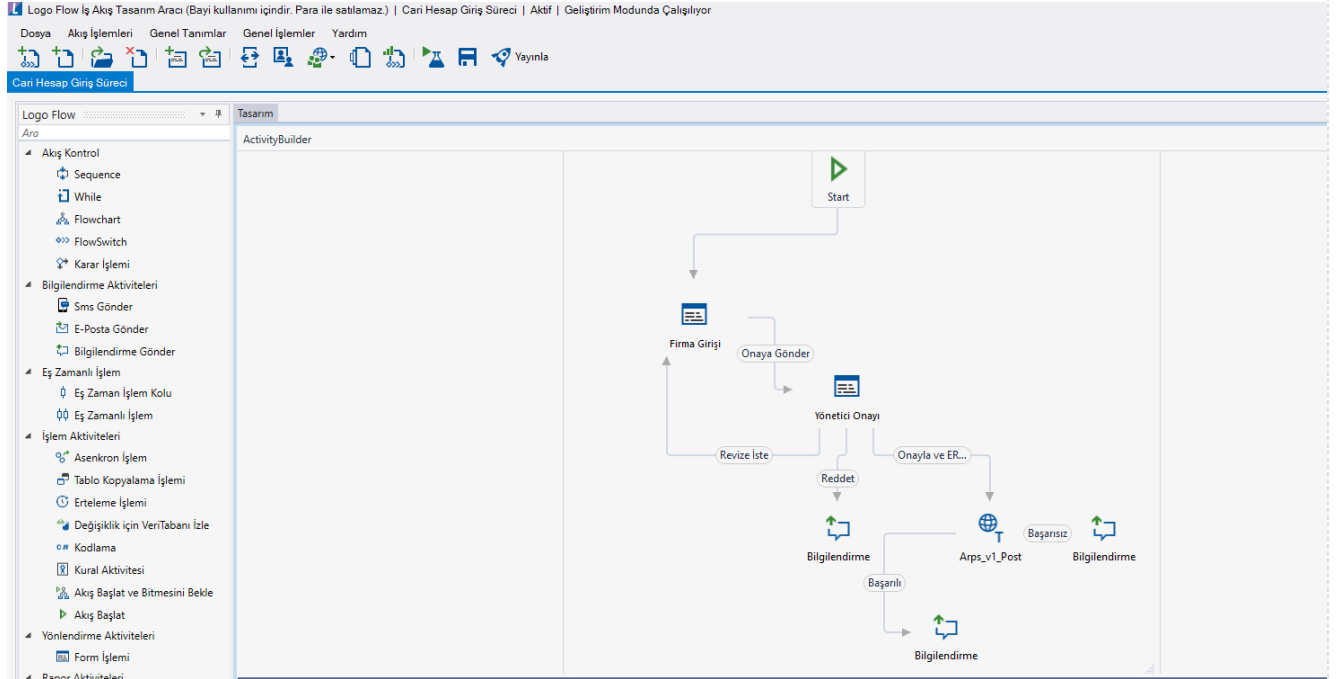 Logo Flow İş Akış Tasarım Aracı (Bayi kullanımı içindir. Para ile satılamaz.) | Cari Hesap Giriş Süreci | Aktif | Geliştirim Modunda Çalışılıyor
Dosya Akış İşlemleri Genel Tanımlar Genel İşlemler Yardım
Yayınla
Cari Hesap Giriş Süreci
Logo Flow
Ara
Akış Kontrol
Sequence
While
Flowchart
FlowSwitch
Karar İşlemi
Bilgilendirme Aktiviteleri
Sms Gönder
E-Posta Gönder
Bilgilendirme Gönder
Eş Zamanlı İşlem
Eş Zaman İşlem Kolu
Eş Zamanlı İşlem
İşlem Aktiviteleri
Asenkron İşlem
Tablo Kopyalama İşlemi
Erteleme İşlemi
Değişiklik için VeriTabanı İzle
C# Kodlama
Kural Aktivitesi
Akış Başlat ve Bitmesini Bekle
Akış Başlat
Yönlendirme Aktiviteleri
Form İşlemi
Rapor Aktiviteleri
Tasarım
ActivityBuilder
Start
Firma Girişi
Onaya Gönder
Yönetici Onayı
Revize İste
Onayla ve ER...
Reddet
Başarısız
Bilgilendirme
Arps_v1_Post
Bilgilendirme
Başarılı
Bilgilendirme